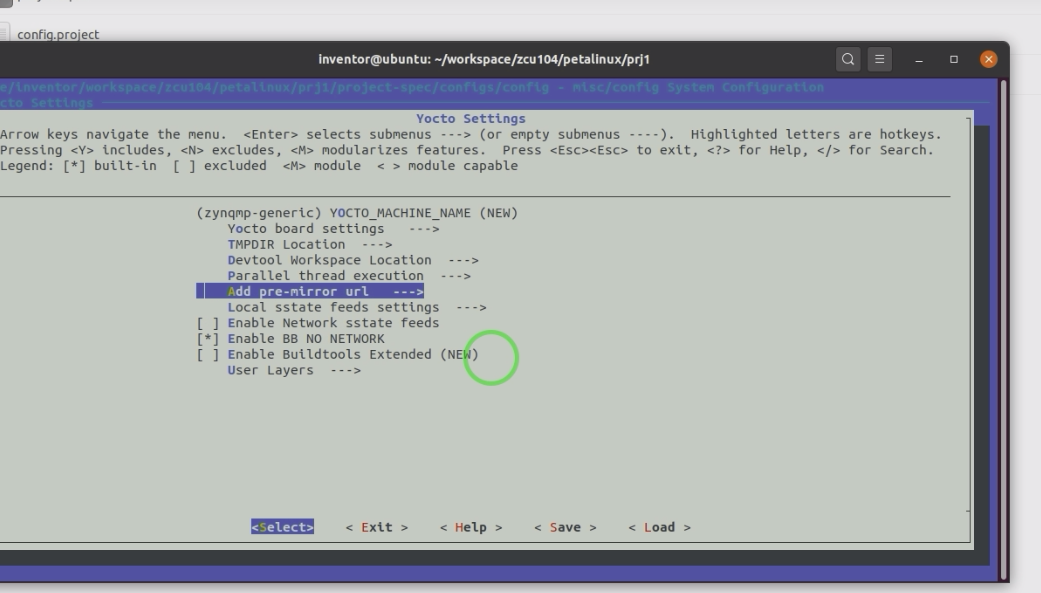 config.project
inventor@ubuntu: ~/workspace/zcu104/petalinux/prj1
e/inventor/workspace/zcu104/petalinux/prj1/project-spec/configs/config - misc/config System Configuration
cto Settings
Yocto Settings
Arrow keys navigate the menu.  <Enter> selects submenus ---> (or empty submenus ----).  Highlighted letters are hotkeys.
Pressing <Y> includes, <N> excludes, <M> modularizes features.  Press <Esc><Esc> to exit, <?> for Help, </> for Search.
Legend: [*] built-in  [ ] excluded  <M> module  < > module capable
(zynqmp-generic) YOCTO_MACHINE_NAME (NEW)
Yocto board settings  --->
TMPDIR Location  --->
Devtool Workspace Location  --->
Parallel thread execution  --->
Add pre-mirror url  --->
Local sstate feeds settings  --->
[ ] Enable Network sstate feeds
[*] Enable BB NO NETWORK
[ ] Enable Buildtools Extended (NEW)
User Layers  --->
<Select>    < Exit >    < Help >    < Save >    < Load >